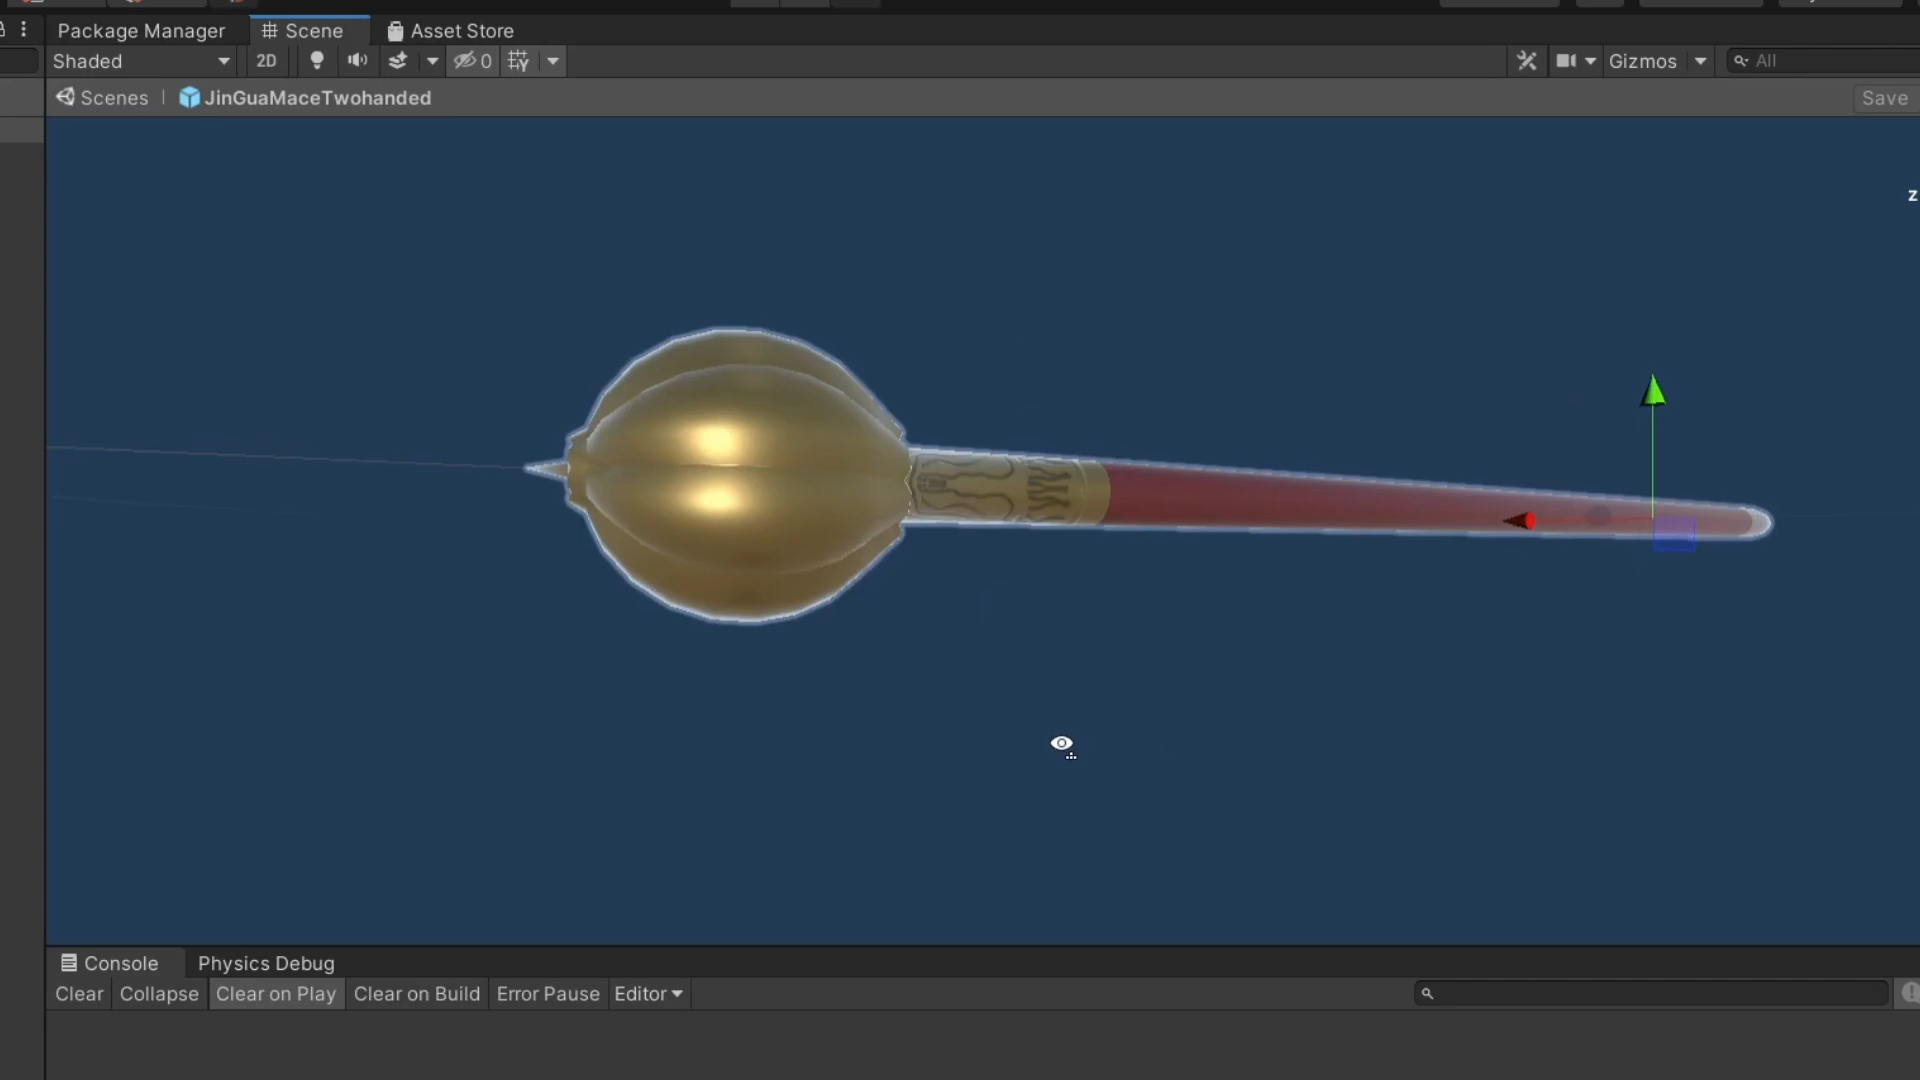 Package Manager Scene Asset Store
Shaded 2D 0 Gizmos All
Scenes JinGuaMaceTwohanded Save
z
Console Physics Debug
Clear Collapse Clear on Play Clear on Build Error Pause Editor